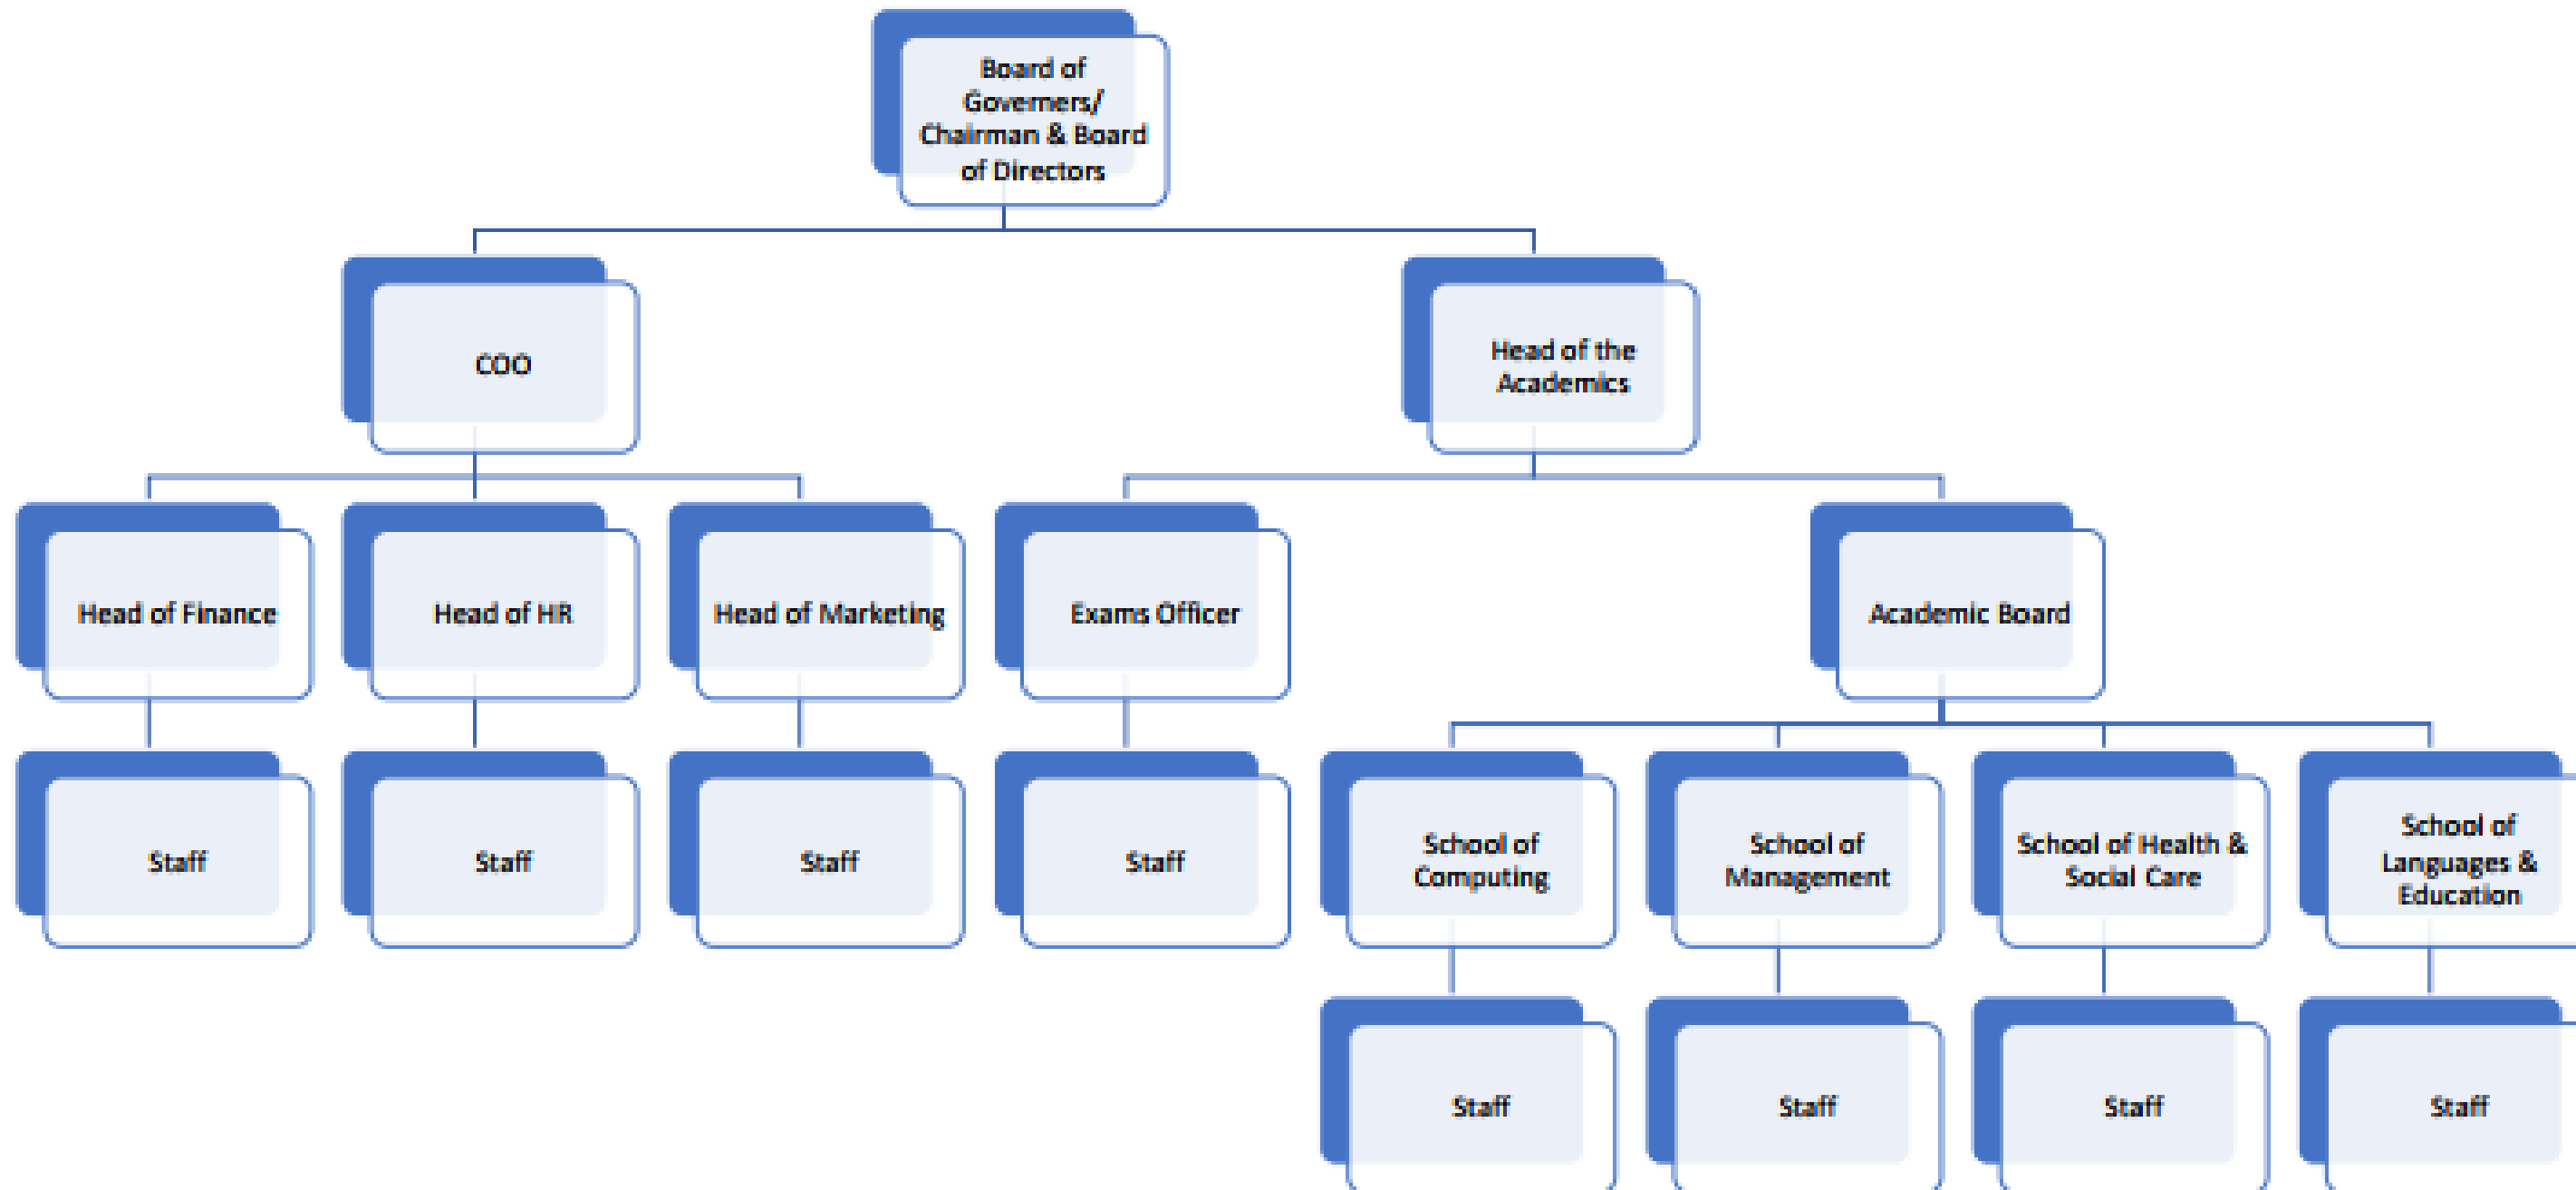 Board of
Governers/
Chairman & Board
of Directors
COO
Head of the
Academics
Head of Finance
Head of HR
Head of Marketing
Exams Officer
Academic Board
Staff
Staff
Staff
Staff
School of
Computing
School of
Management
School of Health &
Social Care
School of
Languages &
Education
Staff
Staff
Staff
Staff